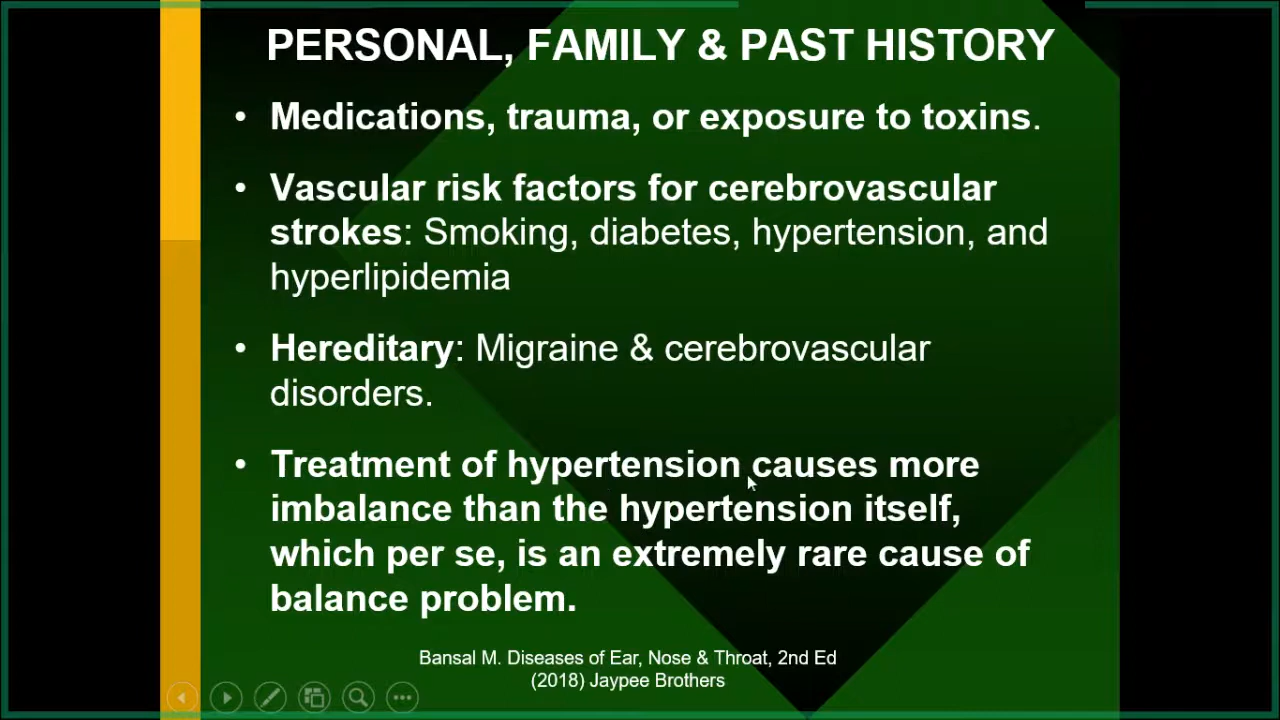 PERSONAL, FAMILY & PAST HISTORY
• Medications, trauma, or exposure to toxins.
• Vascular risk factors for cerebrovascular
strokes: Smoking, diabetes, hypertension, and
hyperlipidemia
• Hereditary: Migraine & cerebrovascular
disorders.
• Treatment of hypertension causes more
imbalance than the hypertension itself,
which per se, is an extremely rare cause of
balance problem.
Bansal M. Diseases of Ear, Nose & Throat, 2nd Ed
(2018) Jaypee Brothers